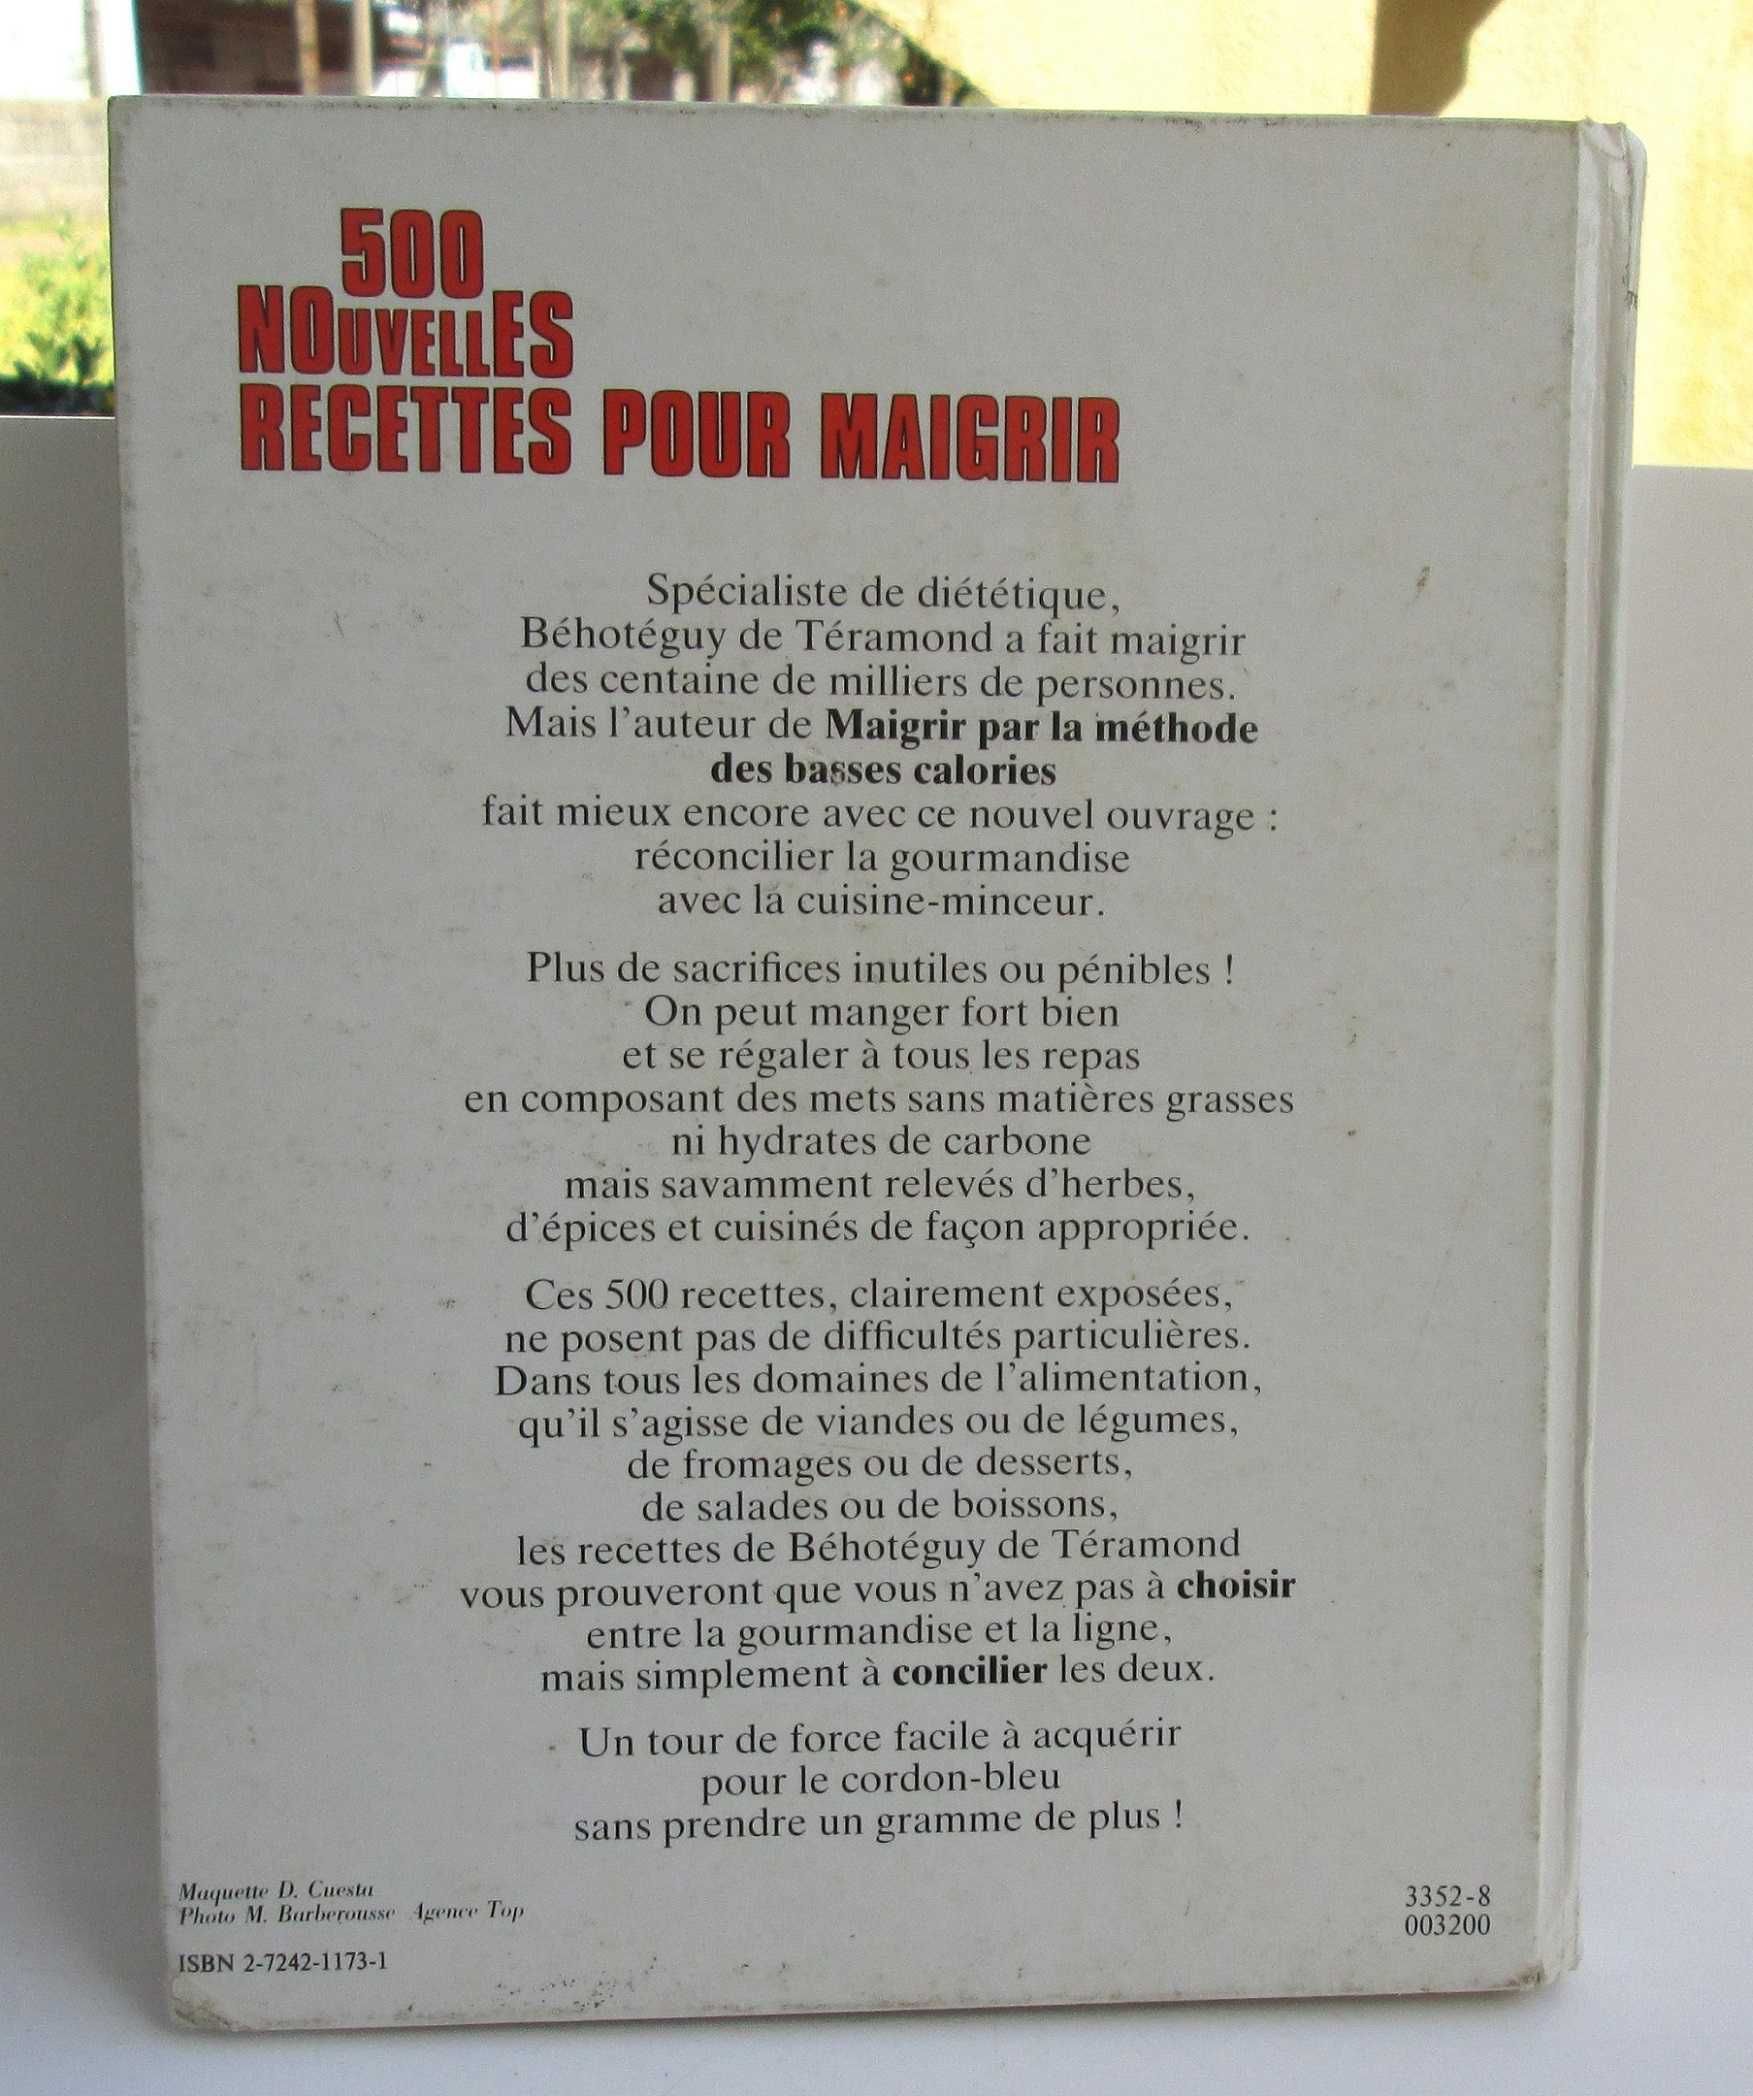 500
NOUVELLES
RECETTES POUR MAIGRIR
Spécialiste de diététique,
Béhotéguy de Téramond a fait maigrir
des centaine de milliers de personnes.
Mais l'auteur de Maigrir par la méthode
des basses calories
fait mieux encore avec ce nouvel ouvrage :
réconcilier la gourmandise
avec la cuisine-minceur.
Plus de sacrifices inutiles ou pénibles !
On peut manger fort bien
et se régaler à tous les repas
en composant des mets sans matières grasses
ni hydrates de carbone
mais savamment relevés d'herbes,
d'épices et cuisinés de façon appropriée.
Ces 500 recettes, clairement exposées,
ne posent pas de difficultés particulières.
Dans tous les domaines de l'alimentation,
qu'il s'agisse de viandes ou de légumes,
de fromages ou de desserts,
de salades ou de boissons,
les recettes de Béhotéguy de Téramond
vous prouveront que vous n'avez pas à choisir
entre la gourmandise et la ligne,
mais simplement à concilier les deux.
Un tour de force facile à acquérir
pour le cordon-bleu
sans prendre un gramme de plus !
Maquette D. Cuesta
Photo M. Barberousse Agence Top
ISBN 2-7242-1173-1
3352-8
003200